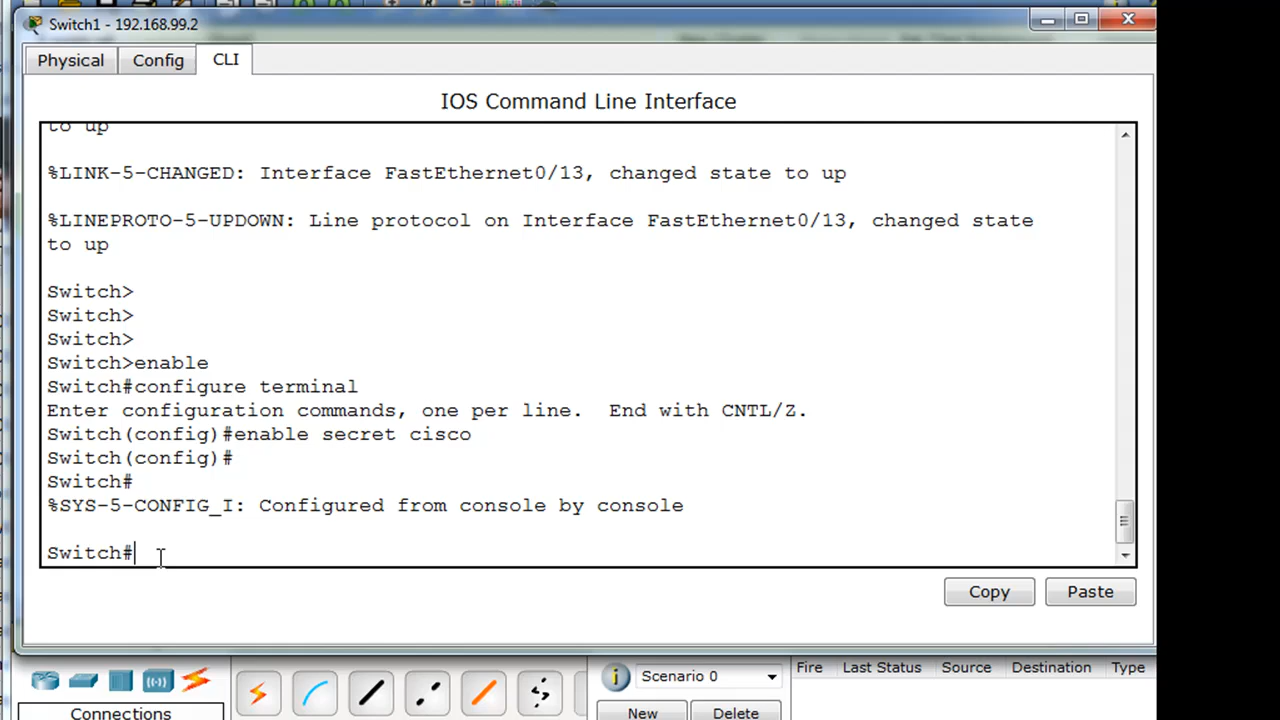 Switch1 - 192.168.99.2
Physical
Config
CLI
IOS Command Line Interface
to up
%LINK-5-CHANGED: Interface FastEthernet0/13, changed state to up
%LINEPROTO-5-UPDOWN: Line protocol on Interface FastEthernet0/13, changed state
to up
Switch>
Switch>
Switch>
Switch>enable
Switch#configure terminal
Enter configuration commands, one per line.  End with CNTL/Z.
Switch(config)#enable secret cisco
Switch(config)#
Switch#
%SYS-5-CONFIG_I: Configured from console by console
Switch#
Copy
Paste
Scenario 0
Fire
Last Status
Source
Destination
Type
New
Delete
Connections